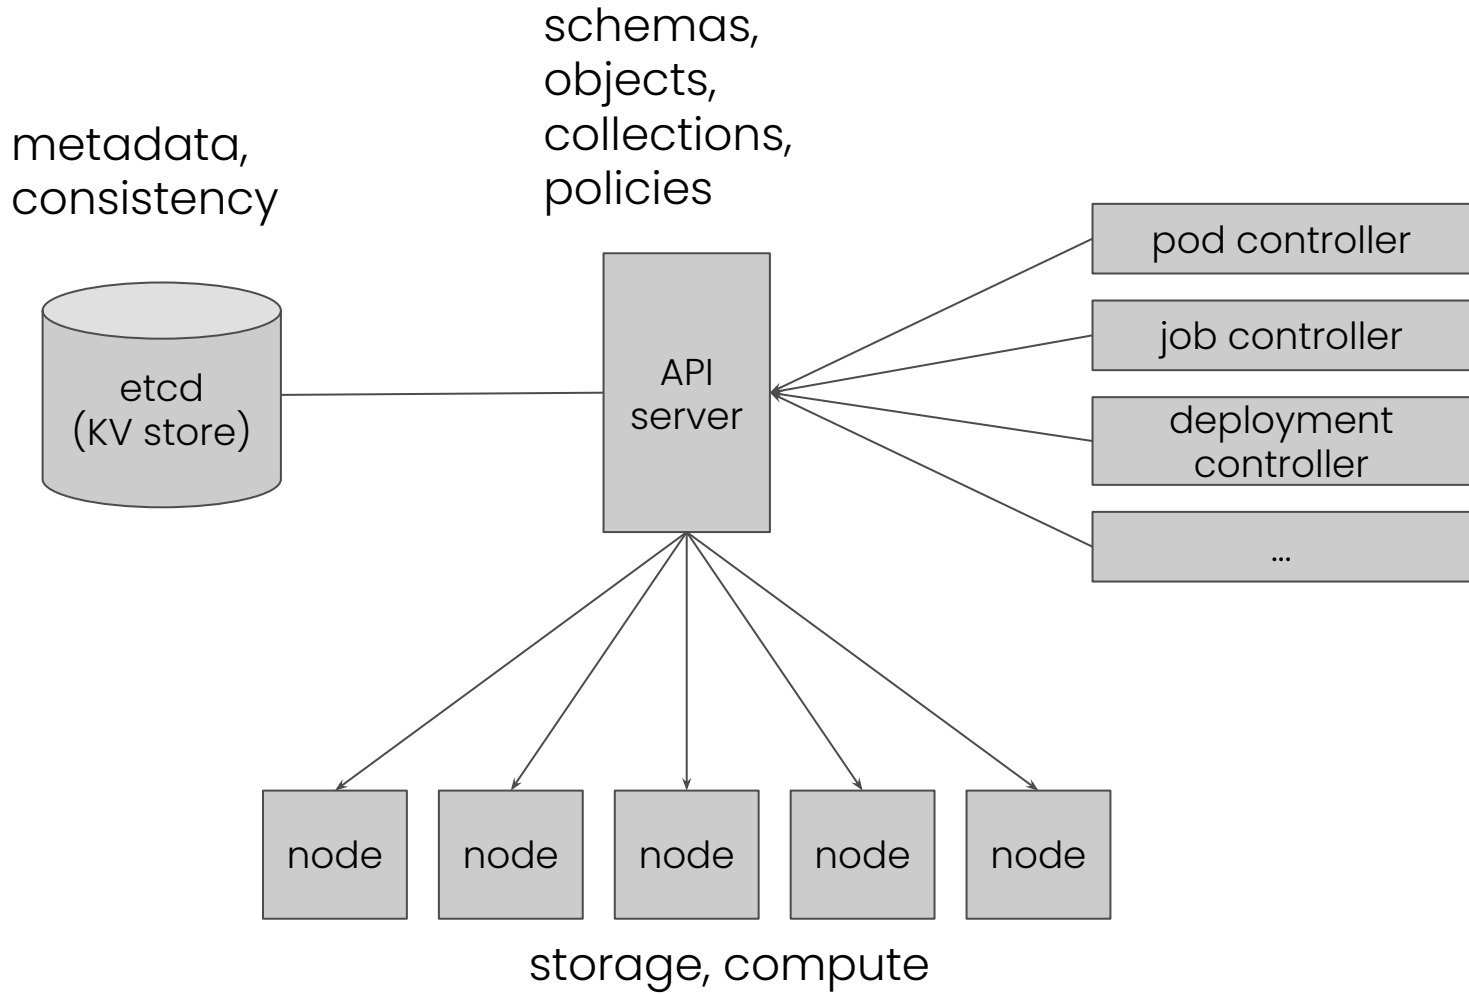 schemas,
objects,
collections,
policies
metadata,
consistency
etcd
(KV store)
API
server
pod controller
job controller
deployment
controller
...
node
node
node
node
node
storage, compute